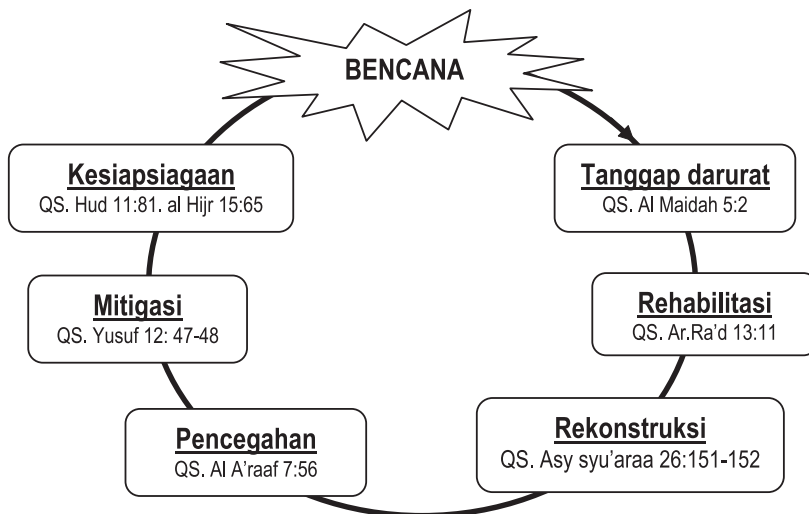 BENCANA
Kesiapsiagaan
QS. Hud 11:81. al Hijr 15:65
Tanggap darurat
QS. Al Maidah 5:2
Mitigasi
QS. Yusuf 12: 47-48
Rehabilitasi
QS. Ar.Ra'd 13:11
Pencegahan
QS. Al A'raaf 7:56
Rekonstruksi
QS. Asy syu'araa 26:151-152